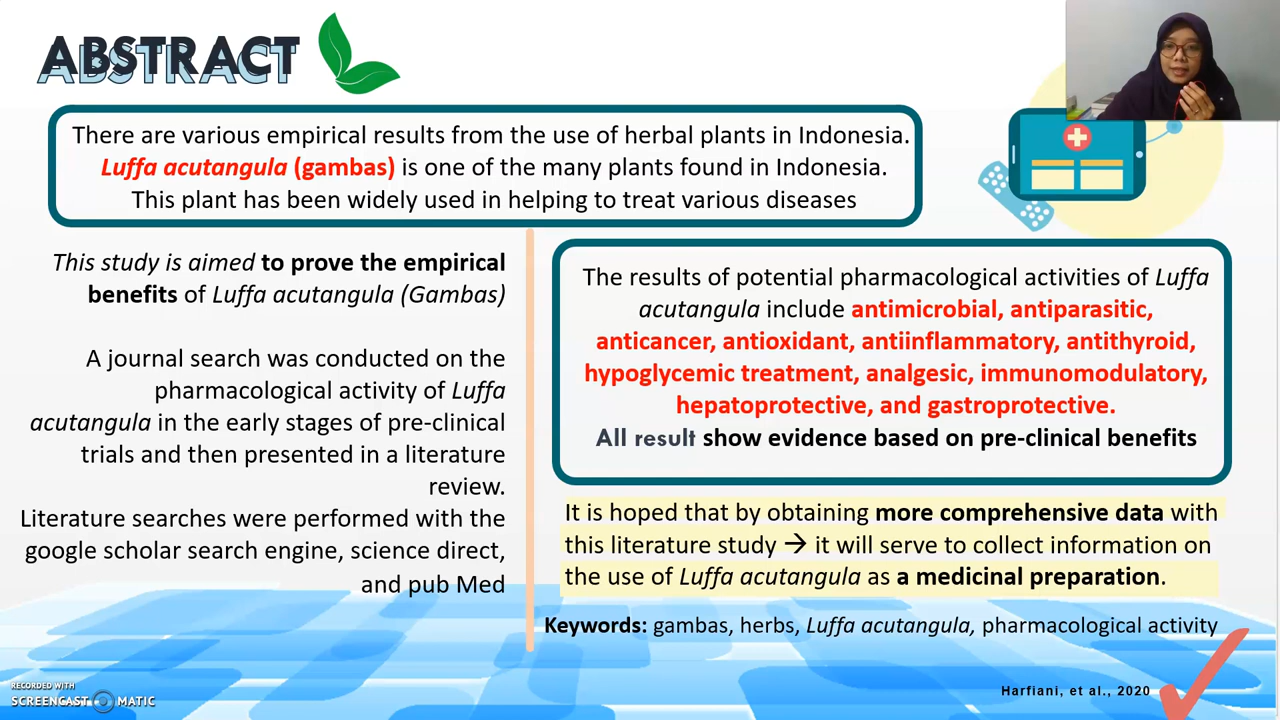 ABSTRACT
There are various empirical results from the use of herbal plants in Indonesia.
Luffa acutangula (gambas) is one of the many plants found in Indonesia.
This plant has been widely used in helping to treat various diseases
This study is aimed to prove the empirical
benefits of Luffa acutangula (Gambas)
A journal search was conducted on the
pharmacological activity of Luffa
acutangula in the early stages of pre-clinical
trials and then presented in a literature
review.
Literature searches were performed with the
google scholar search engine, science direct,
and pub Med
The results of potential pharmacological activities of Luffa
acutangula include antimicrobial, antiparasitic,
anticancer, antioxidant, antiinflammatory, antithyroid,
hypoglycemic treatment, analgesic, immunomodulatory,
hepatoprotective, and gastroprotective.
All result show evidence based on pre-clinical benefits
It is hoped that by obtaining more comprehensive data with
this literature study → it will serve to collect information on
the use of Luffa acutangula as a medicinal preparation.
Keywords: gambas, herbs, Luffa acutangula, pharmacological activity
Harfiani, et al., 2020
RECORDED WITH
SCREENCAST MATIC